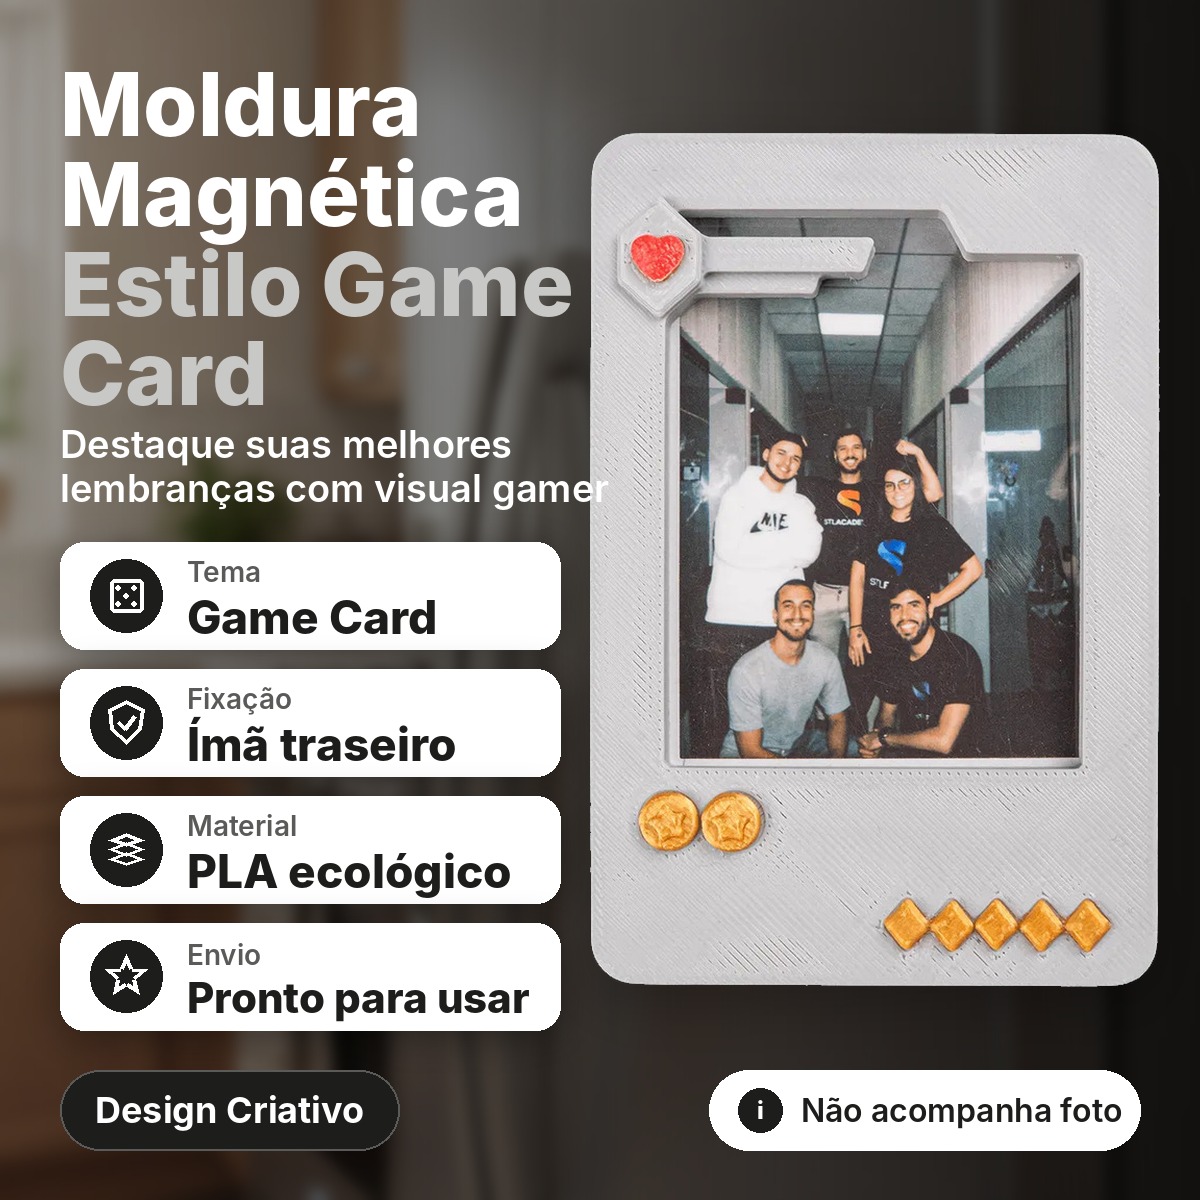 Moldura
Magnética
Estilo Game
Card
Destaque suas melhores
lembranças com visual gamer
Tema
Game Card
Fixação
Ímã traseiro
Material
PLA ecológico
Envio
Pronto para usar
Design Criativo
i Não acompanha foto